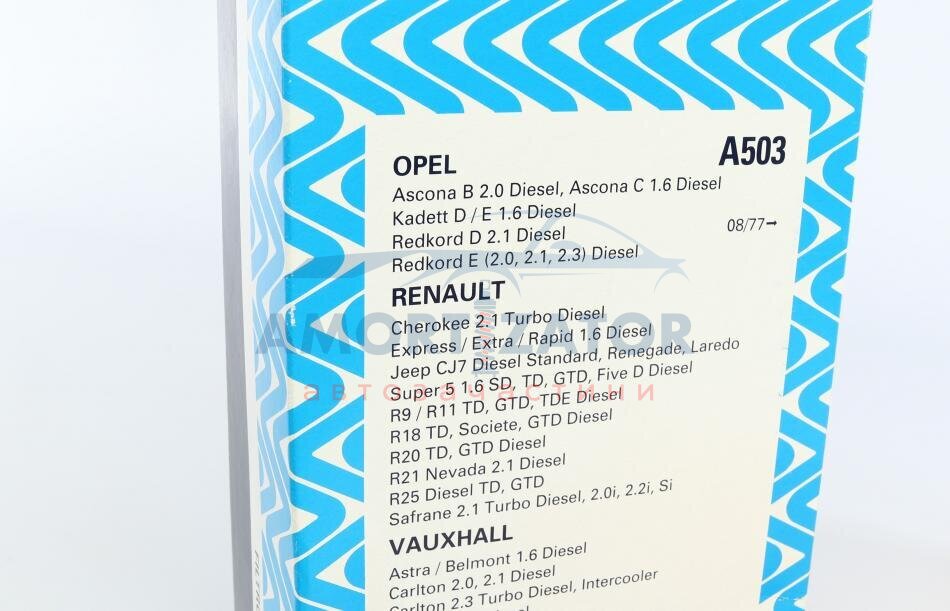 A503
OPEL
Ascona B 2.0 Diesel, Ascona C 1.6 Diesel
Kadett D / E 1.6 Diesel
Redkord D 2.1 Diesel 08/77→
Redkord E (2.0, 2.1, 2.3) Diesel
RENAULT
Cherokee 2.1 Turbo Diesel
Express / Extra / Rapid 1.6 Diesel
Jeep CJ7 Diesel Standard, Renegade, Laredo
Super 5 1.6 SD, TD, GTD, Five D Diesel
R9 / R11 TD, GTD, TDE Diesel
R18 TD, Societe, GTD Diesel
R20 TD, GTD Diesel
R21 Nevada 2.1 Diesel
R25 Diesel TD, GTD
Safrane 2.1 Turbo Diesel, 2.0i, 2.2i, Si
VAUXHALL
Astra / Belmont 1.6 Diesel
Carlton 2.0, 2.1 Diesel
Carlton 2.3 Turbo Diesel, Intercooler
AMORTIZATOR
автозапчастини